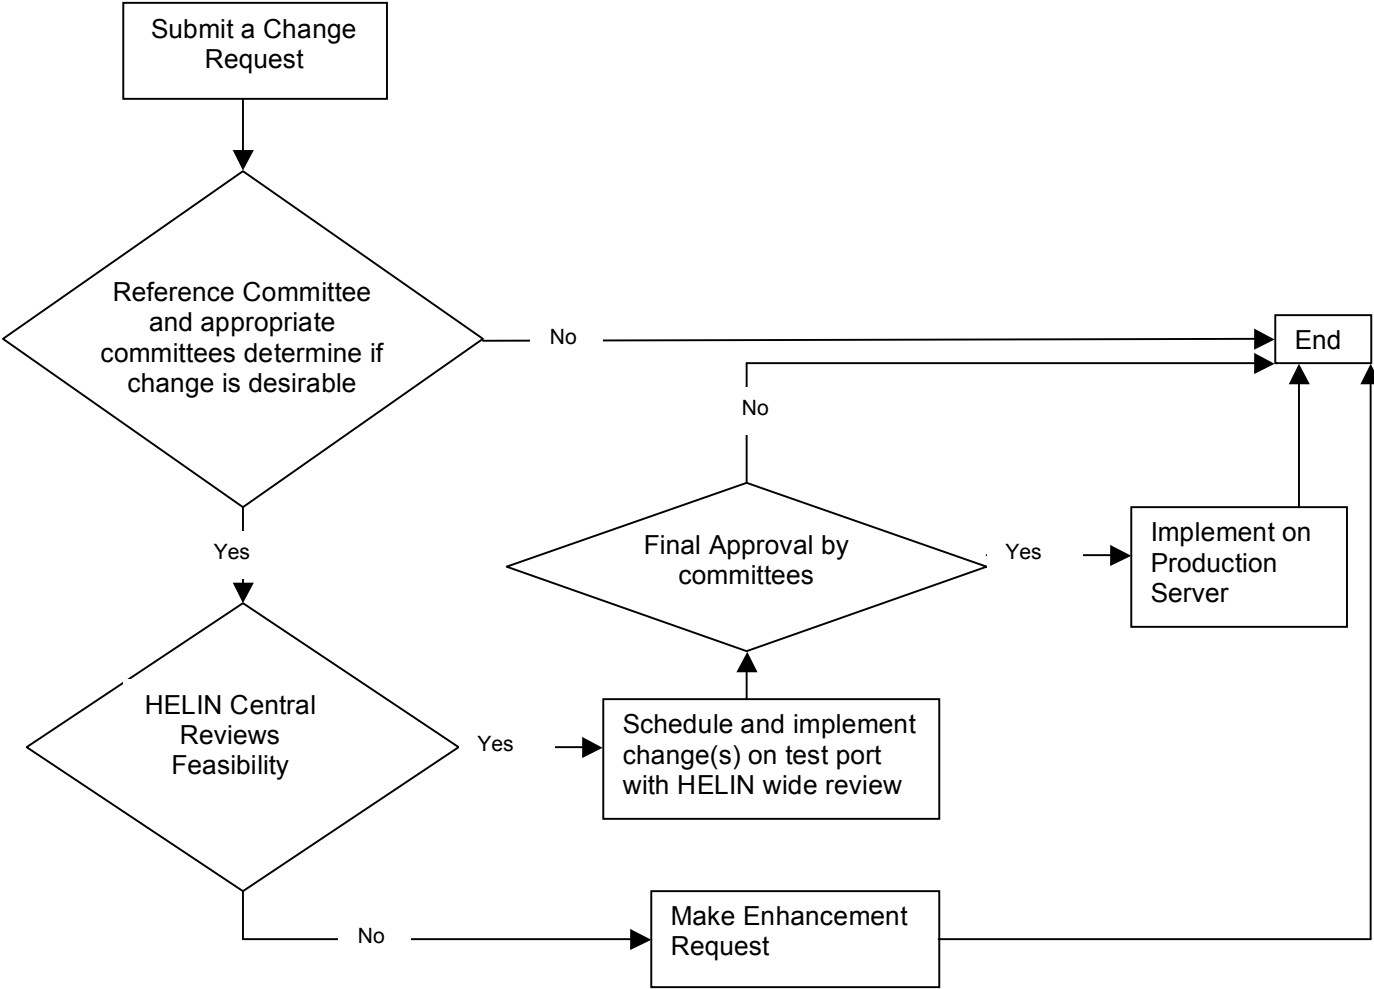 Submit a Change
Request
Reference Committee
and appropriate
committees determine if
change is desirable
No
End
No
Yes
Final Approval by
committees
Yes
Implement on
Production
Server
HELIN Central
Reviews
Feasibility
Yes
Schedule and implement
change(s) on test port
with HELIN wide review
No
Make Enhancement
Request